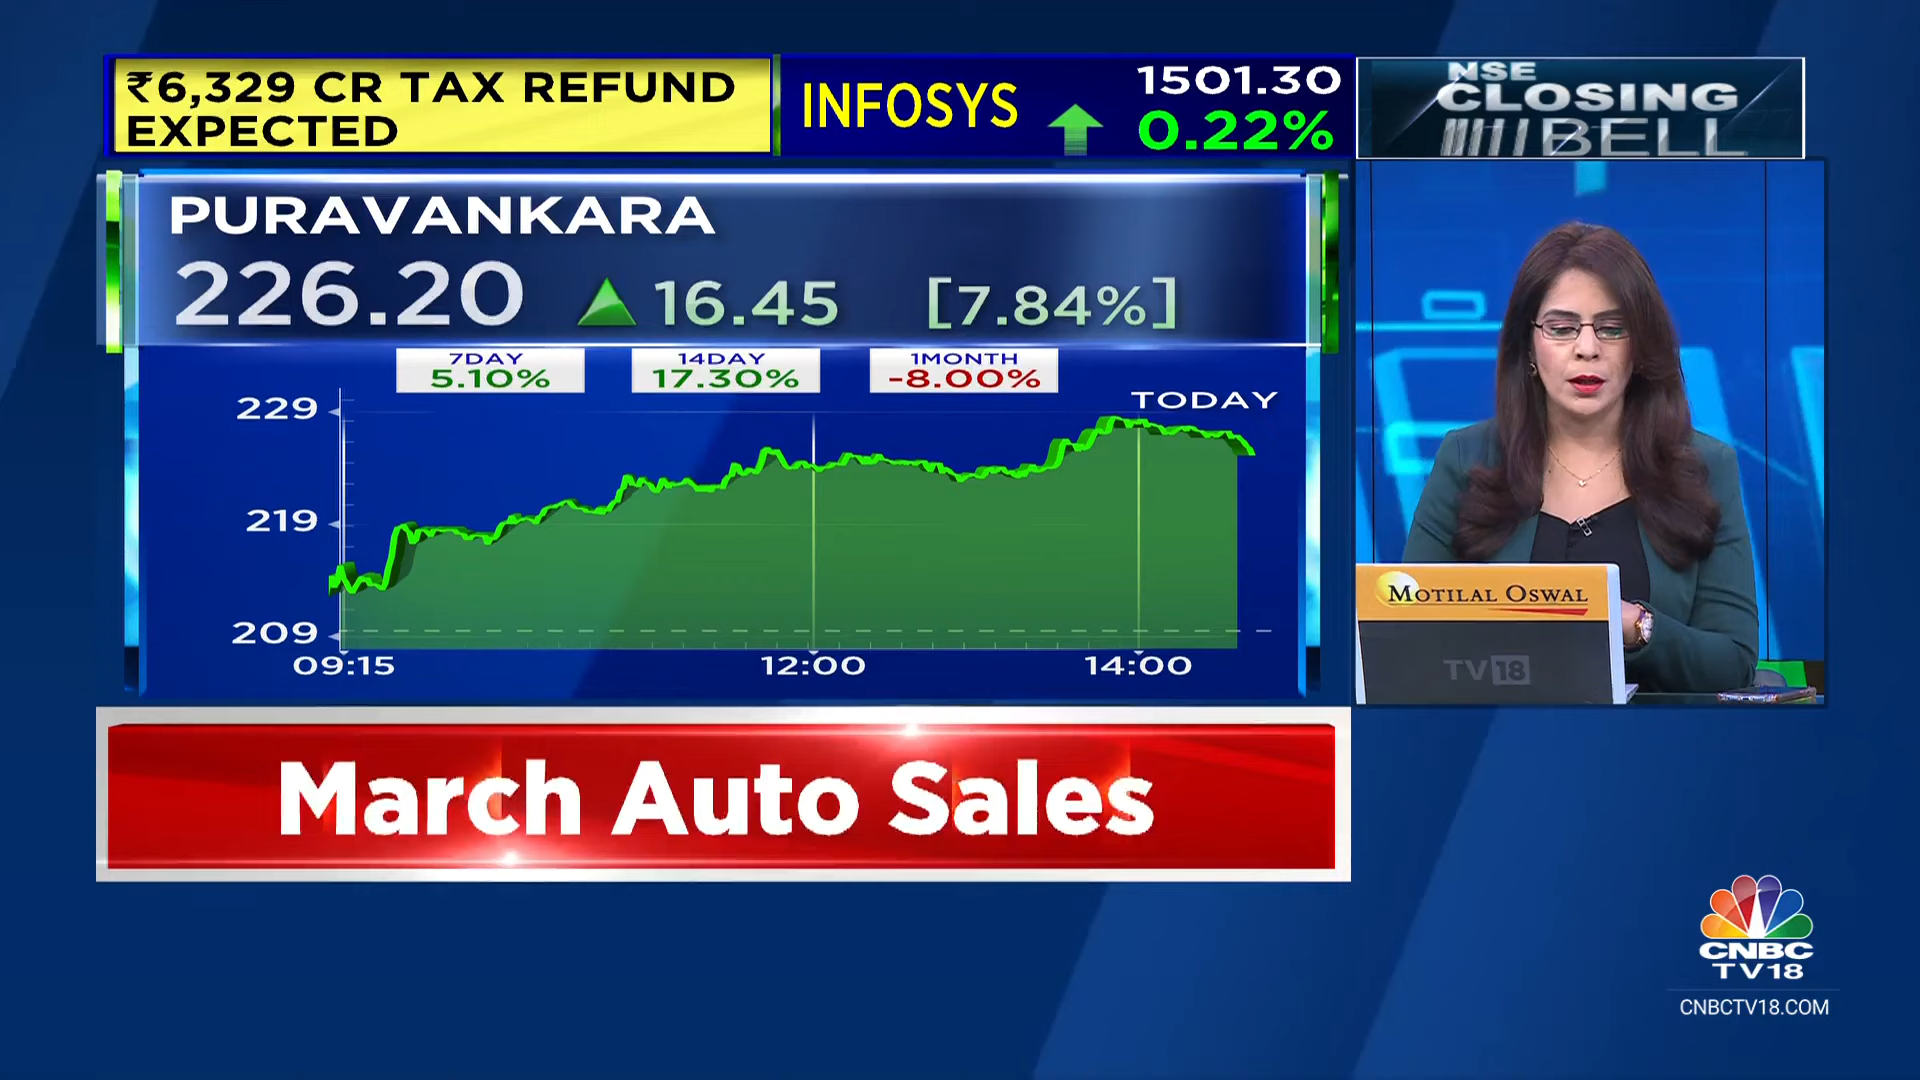 ₹6,329 CR TAX REFUND
EXPECTED
INFOSYS
1501.30
0.22%
NSE
CLOSING
BELL
PURAVANKARA
226.20
16.45
[7.84%]
7DAY
5.10%
14DAY
17.30%
1MONTH
-8.00%
TODAY
229
219
209
09:15
12:00
14:00
MOTILAL OSWAL
TV18
March Auto Sales
CNBC
TV18
CNBCTV18.COM